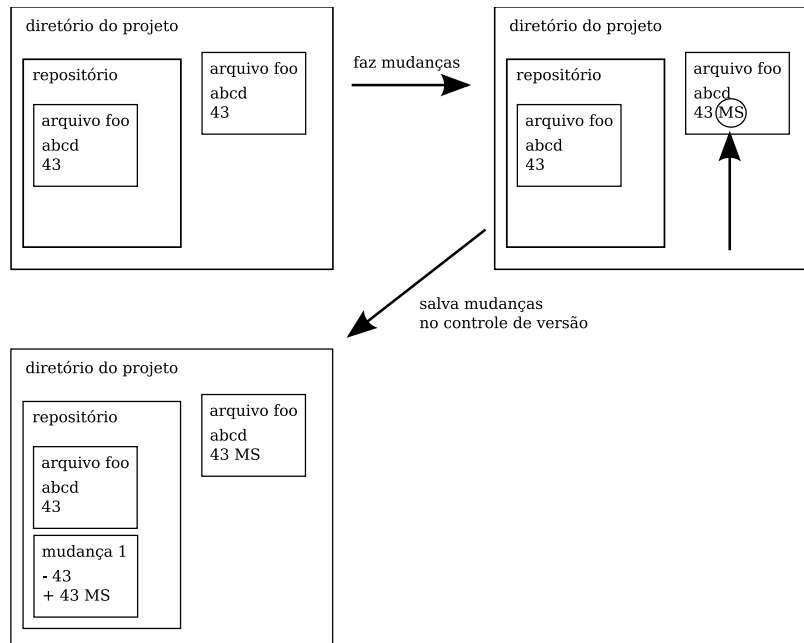 diretório do projeto
repositório
arquivo foo
abcd
43
arquivo foo
abcd
43
faz mudanças
diretório do projeto
repositório
arquivo foo
abcd
43
arquivo foo
abcd
43 MS
salva mudanças
no controle de versão
diretório do projeto
repositório
arquivo foo
abcd
43
mudança 1
- 43
+ 43 MS
arquivo foo
abcd
43 MS